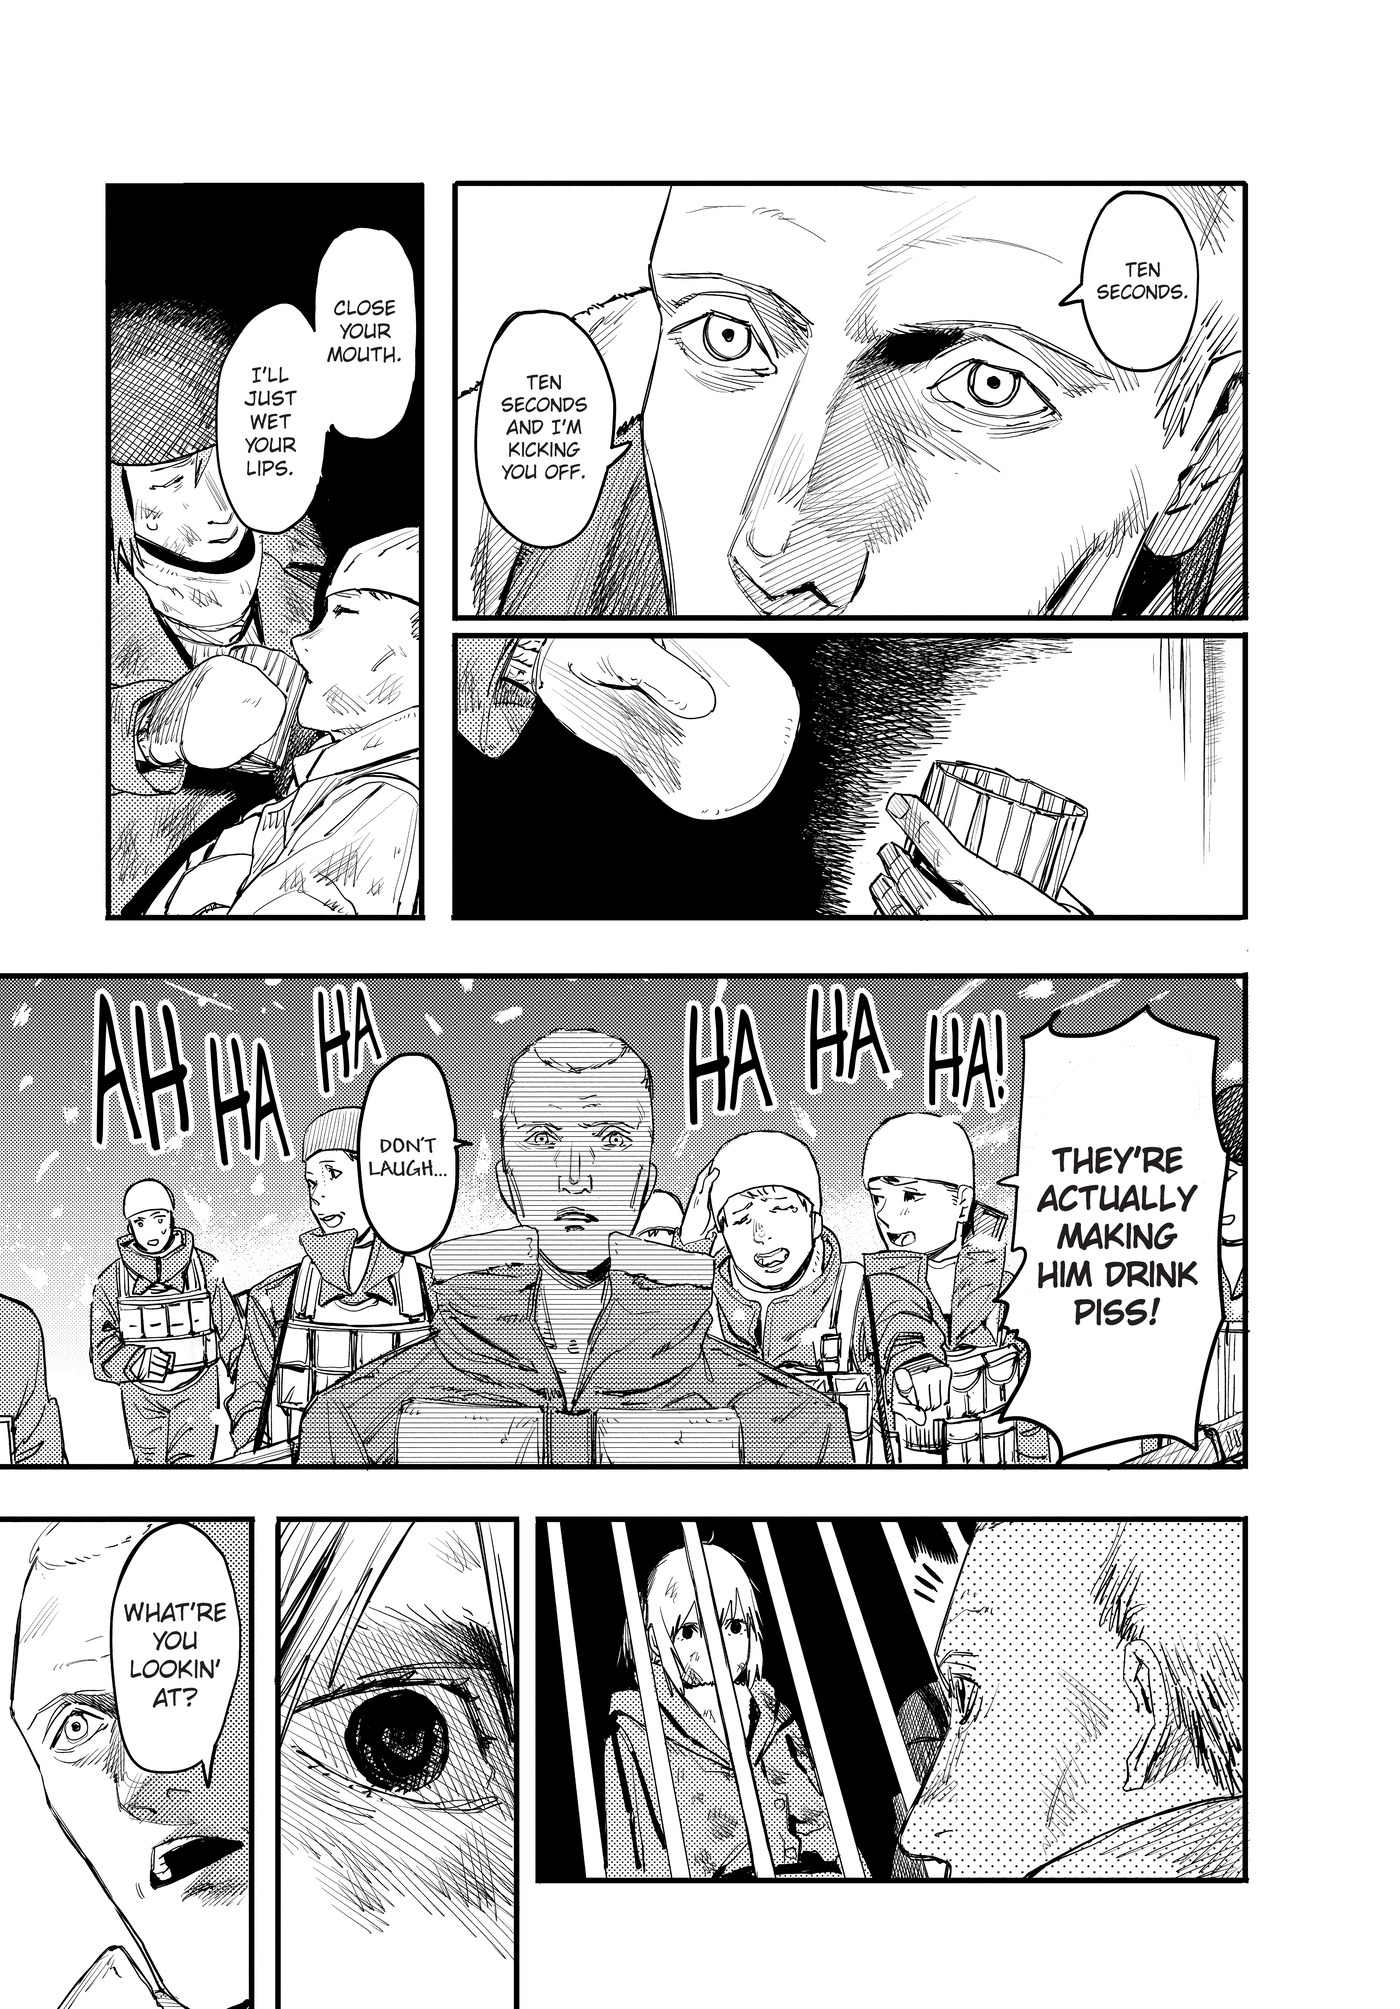 TEN
SECONDS.
TEN
SECONDS
AND I'M
KICKING
YOU OFF.
CLOSE
YOUR
MOUTH.
I'LL
JUST
WET
YOUR
LIPS.
THEY'RE
ACTUALLY
MAKING
HIM DRINK
PISS!
HA HA HA!
DON'T
LAUGH...
AH HA HA
WHAT'RE
YOU
LOOKIN'
AT?